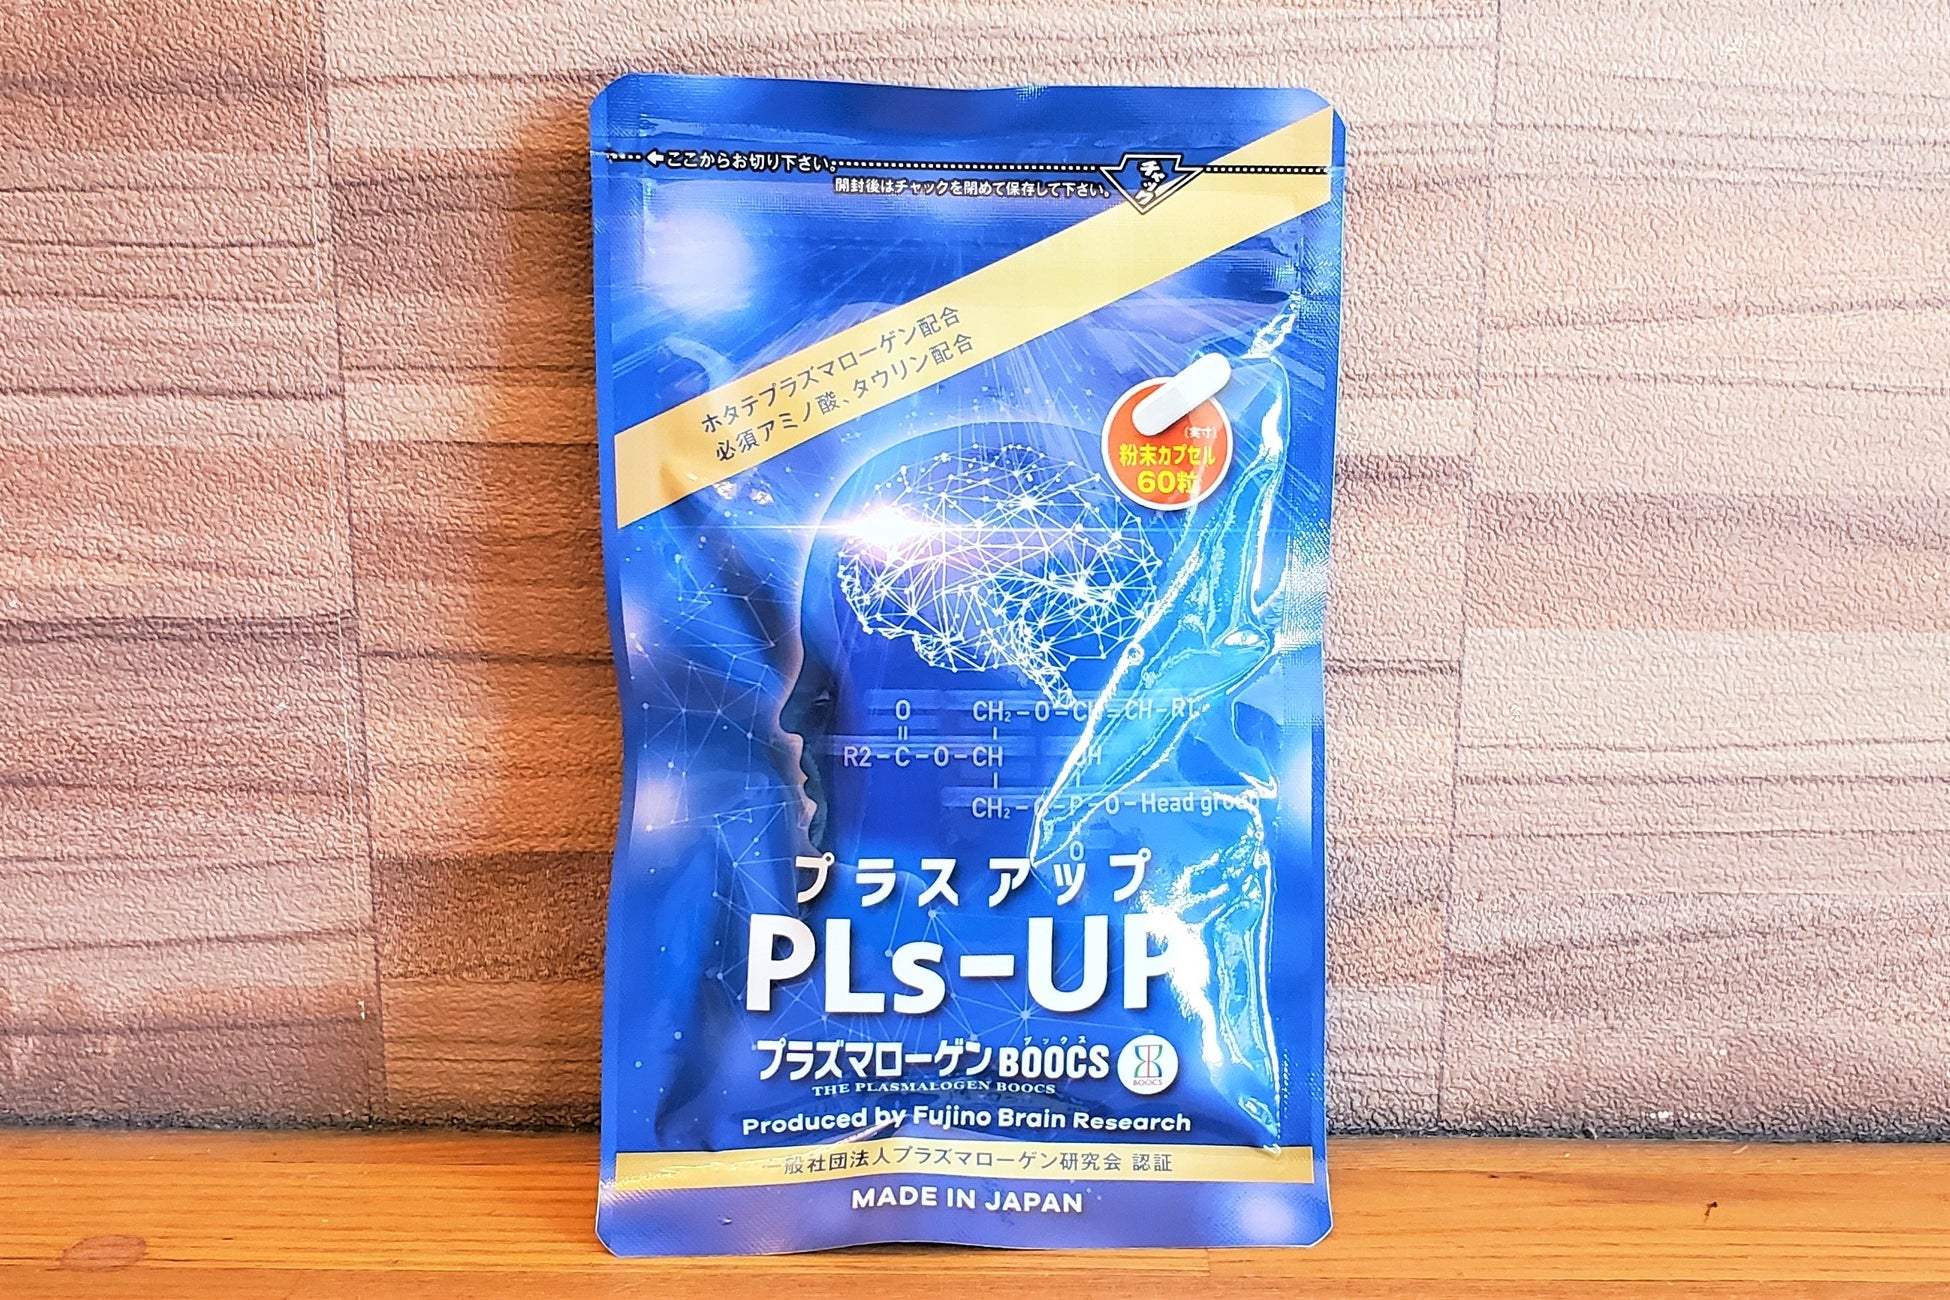 ここからお切り下さい。
開封後はチャックを閉めて保存して下さい。
チャック
ホタテプラズマローゲン配合
必須アミノ酸、タウリン配合
(実寸)
粉末カプセル
60粒
O
CH₂-O-CH=CH-R1
R2-C-O-CH
CH₂-O-P-O-Head group
O
プラスアップ
PLs-UP
ブックス
プラズマローゲンBOOCS
BOOCS
THE PLASMALOGEN BOOCS
Produced by Fujino Brain Research
一般社団法人プラズマローゲン研究会 認証
MADE IN JAPAN